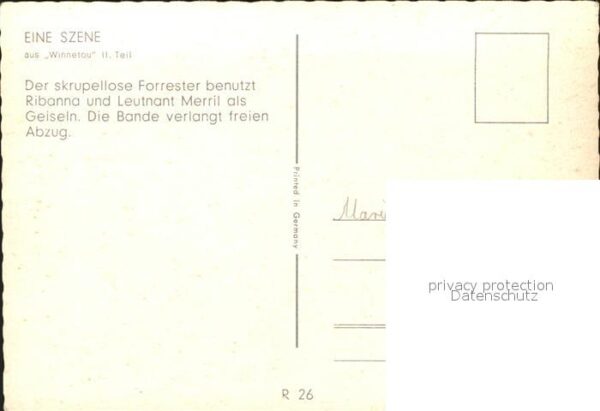 EINE SZENE
aus „Winnetou" II. Teil
Der skrupellose Forrester benutzt
Ribanna und Leutnant Merril als
Geiseln. Die Bande verlangt freien
Abzug.
Printed in Germany
privacy protection
Datenschutz
R 26